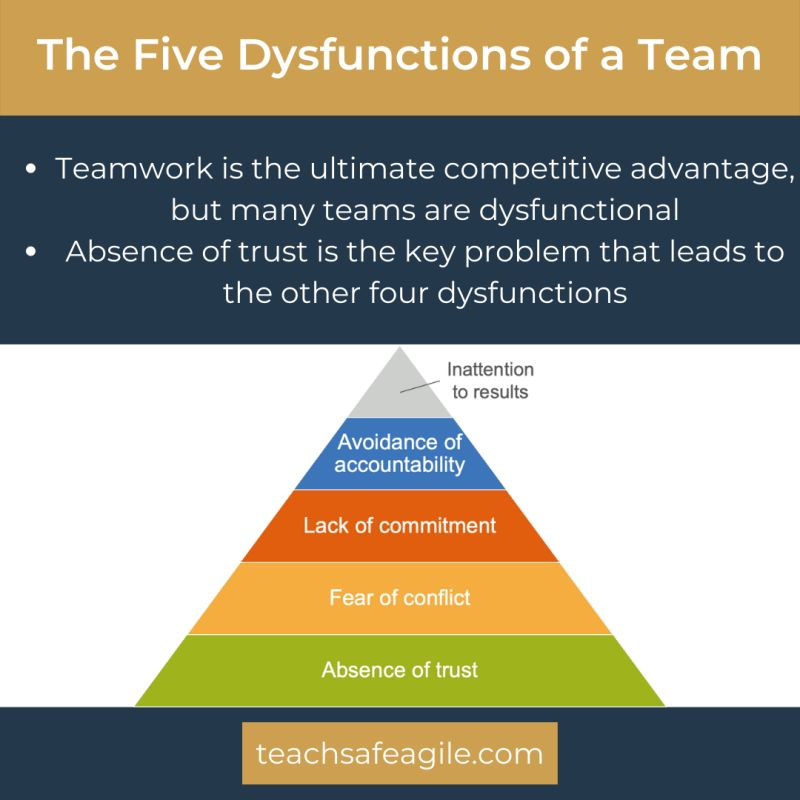 The Five Dysfunctions of a Team
• Teamwork is the ultimate competitive advantage,
but many teams are dysfunctional
• Absence of trust is the key problem that leads to
the other four dysfunctions
Inattention
to results
Avoidance of
accountability
Lack of commitment
Fear of conflict
Absence of trust
teachsafeagile.com